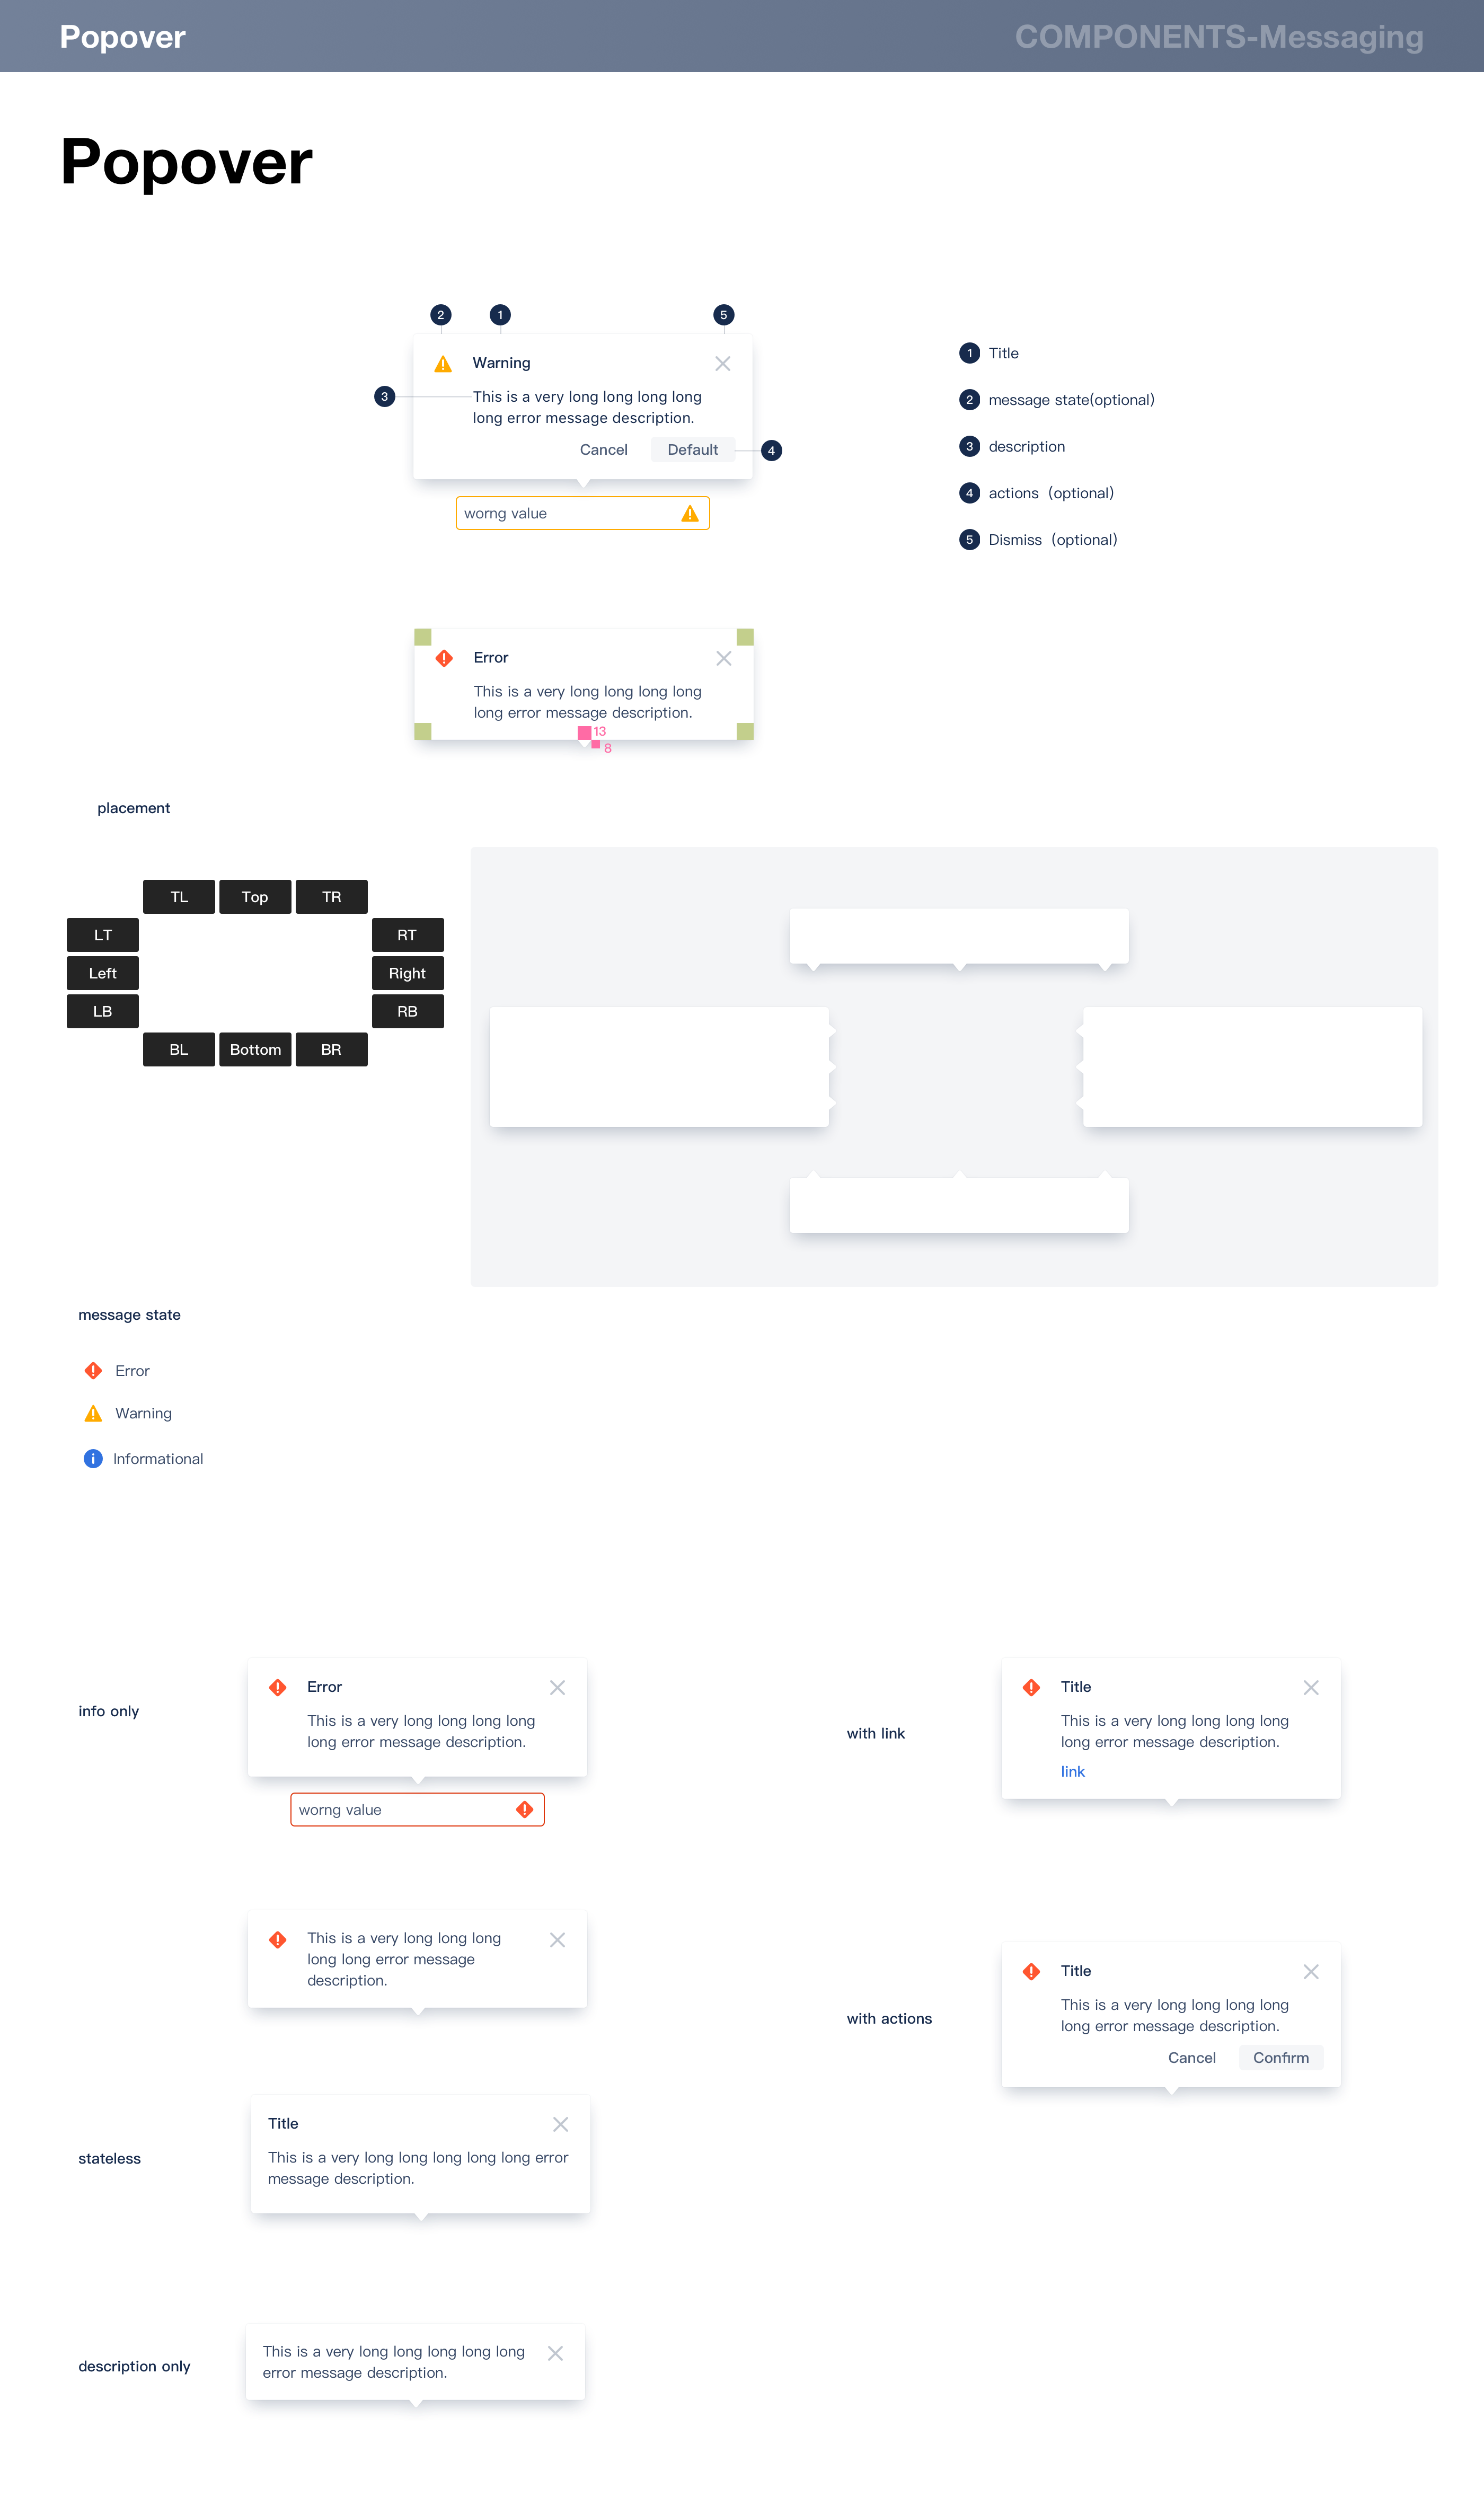 Popover
COMPONENTS-Messaging
Popover
2
1
5
Warning
3
This is a very long long long long
long error message description.
Cancel
Default
4
worng value
1 Title
2 message state(optional)
3 description
4 actions（optional）
5 Dismiss（optional）
Error
This is a very long long long long
long error message description.
13
8
placement
TL Top TR
LT RT
Left Right
LB RB
BL Bottom BR
message state
Error
Warning
Informational
info only
Error
This is a very long long long long
long error message description.
worng value
with link
Title
This is a very long long long long
long error message description.
link
This is a very long long long
long long error message
description.
with actions
Title
This is a very long long long long
long error message description.
Cancel
Confirm
stateless
Title
This is a very long long long long long error
message description.
description only
This is a very long long long long long
error message description.